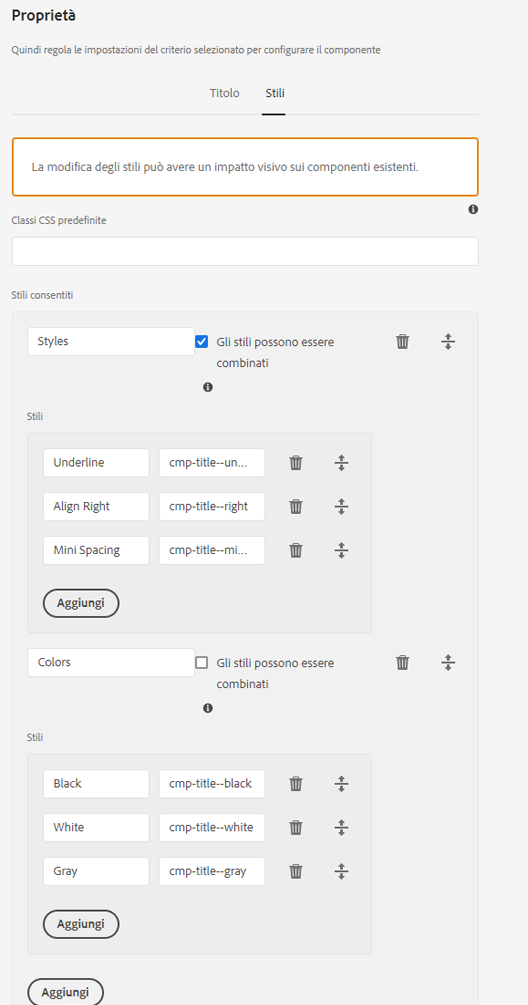 Proprietà
Quindi regola le impostazioni del criterio selezionato per configurare il componente
Titolo Stili
La modifica degli stili può avere un impatto visivo sui componenti esistenti.
Classi CSS predefinite
Stili consentiti
Styles Gli stili possono essere
combinati
Stili
Underline cmp-title--un...
Align Right cmp-title--right
Mini Spacing cmp-title--mi...
Aggiungi
Colors Gli stili possono essere
combinati
Stili
Black cmp-title--black
White cmp-title--white
Gray cmp-title--gray
Aggiungi
Aggiungi